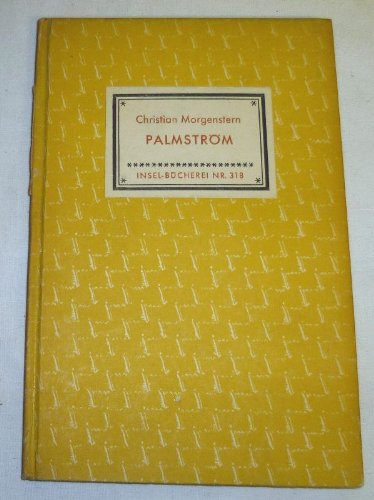 Christian Morgenstern
PALMSTRÖM
INSEL-BÜCHEREI NR. 318